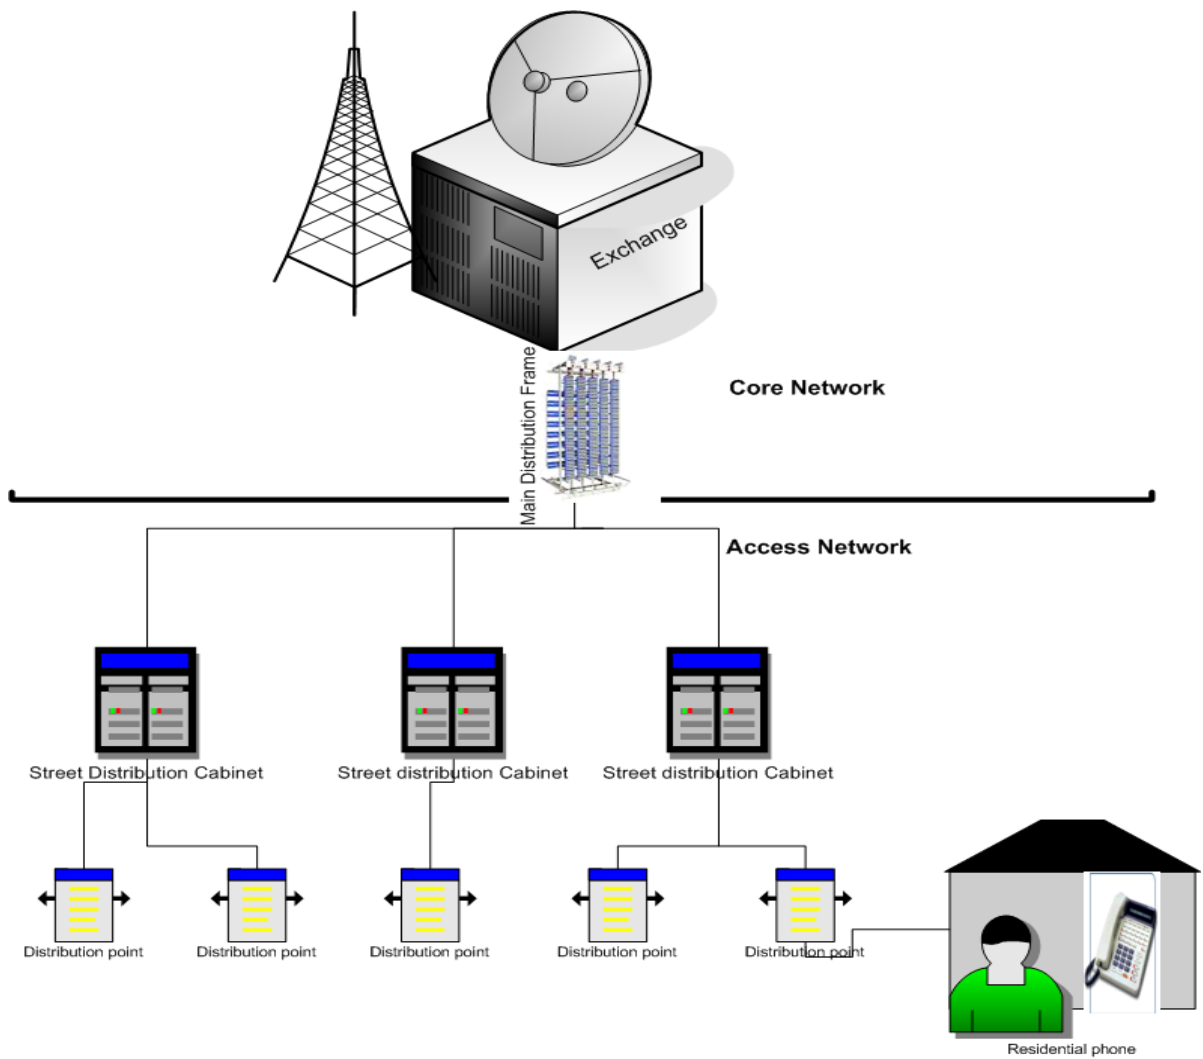 Exchange
Main Distribution Frame
Core Network
Access Network
Street Distribution Cabinet
Street distribution Cabinet
Street distribution Cabinet
Distribution point
Distribution point
Distribution point
Distribution point
Distribution point
Residential phone